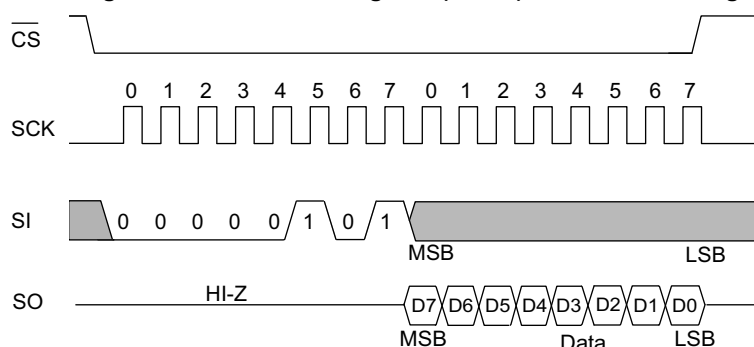 CS
0 1 2 3 4 5 6 7 0 1 2 3 4 5 6 7
SCK
SI 0 0 0 0 0 1 0 1
MSB LSB
HI-Z
SO D7 D6 D5 D4 D3 D2 D1 D0
MSB Data LSB